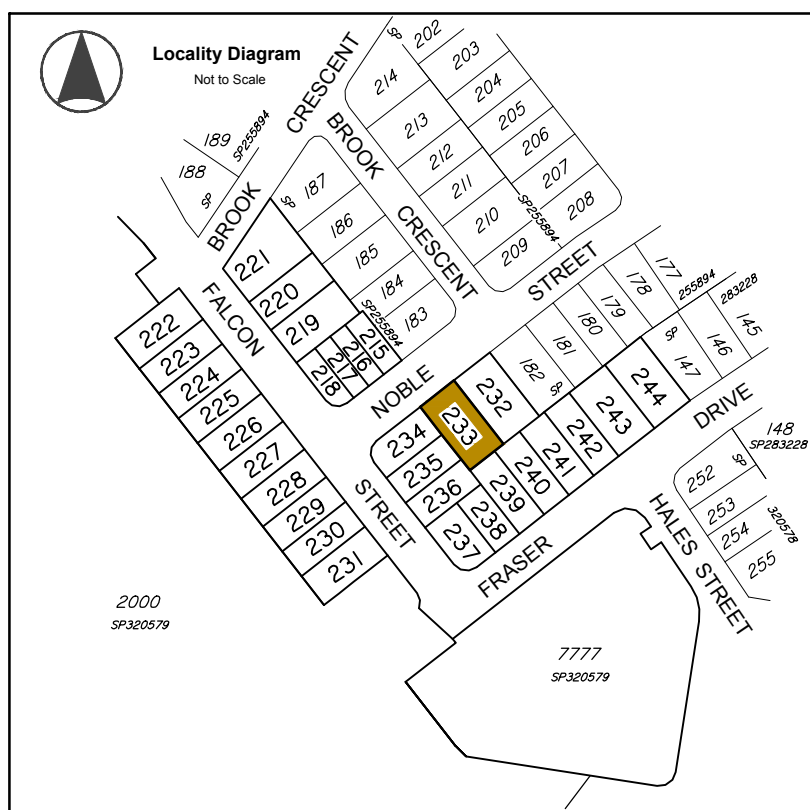 Locality Diagram
Not to Scale
CRESCENT
BROOK
BROOK
CRESCENT
SP
202
203
214
204
213
205
212
206
211
207
210
208
209
SP255894
189
SP255894
188
SP
SP
187
186
185
184
183
SP255894
221
220
219
215
216
217
218
FALCON
STREET
222
223
224
225
226
227
228
229
230
231
NOBLE
STREET
177
178
179
180
181
182
SP
255894
283228
145
146
147
SP
232
233
234
235
236
237
238
239
240
241
242
243
244
FRASER
DRIVE
148
SP283228
252
SP
253
254
255
320578
HALES STREET
2000
SP320579
7777
SP320579